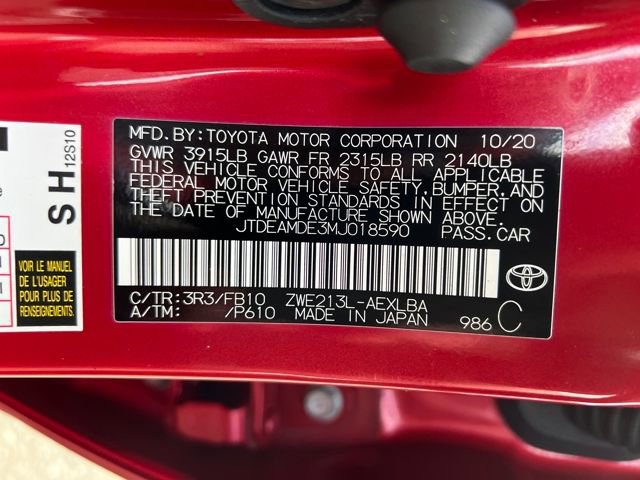 MFD. BY: TOYOTA MOTOR CORPORATION 10/20
GVWR 3915LB GAWR FR 2315LB RR 2140LB
THIS VEHICLE CONFORMS TO ALL APPLICABLE
FEDERAL MOTOR VEHICLE SAFETY, BUMPER, AND
THEFT PREVENTION STANDARDS IN EFFECT ON
THE DATE OF MANUFACTURE SHOWN ABOVE.
JTDEAMDE3MJ018590 PASS. CAR
C/TR: 3R3/FB10 ZWE213L-AEXLBA
A/TM: /P610 MADE IN JAPAN 986 C
TOYOTA
SH
12S10
VOIR LE MANUEL
DE L'USAGER
POUR PLUS DE
RENSEIGNEMENTS.